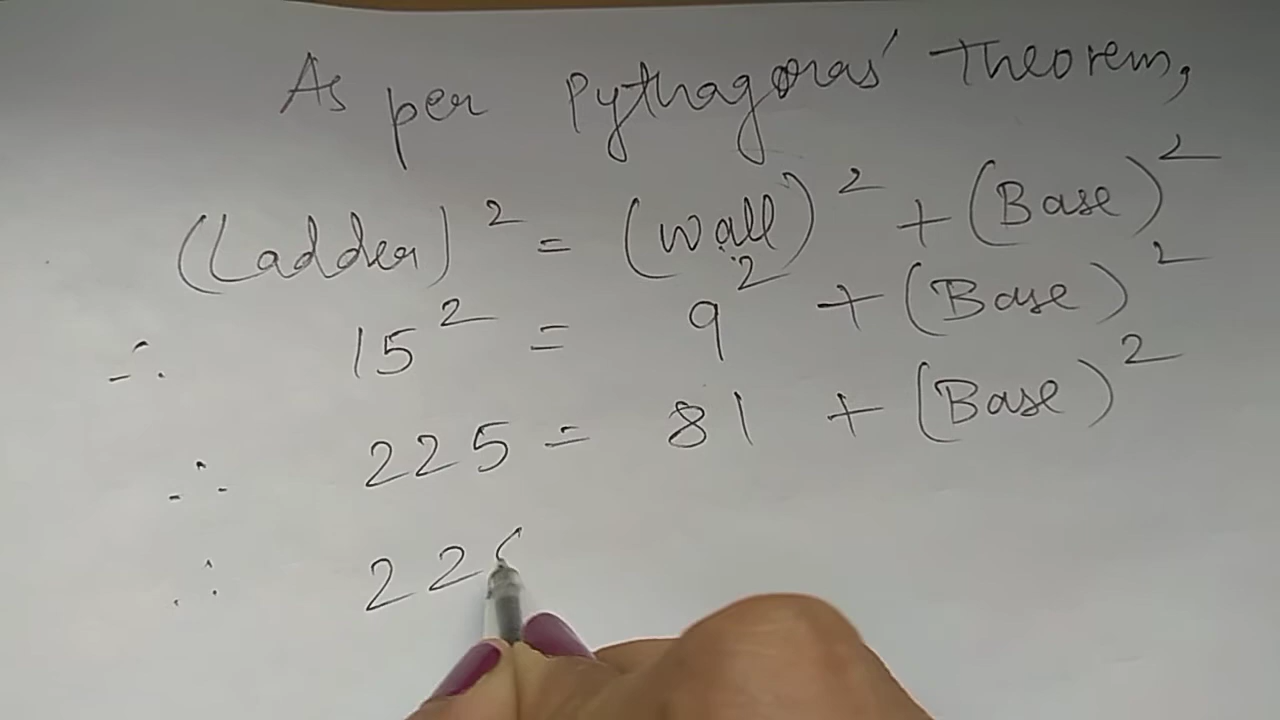 As per Pythagoras' Theorem,
(Ladder)² = (Wall)² + (Base)²
∴ 15² = 9² + (Base)²
∴ 225 = 81 + (Base)²
∴ 22